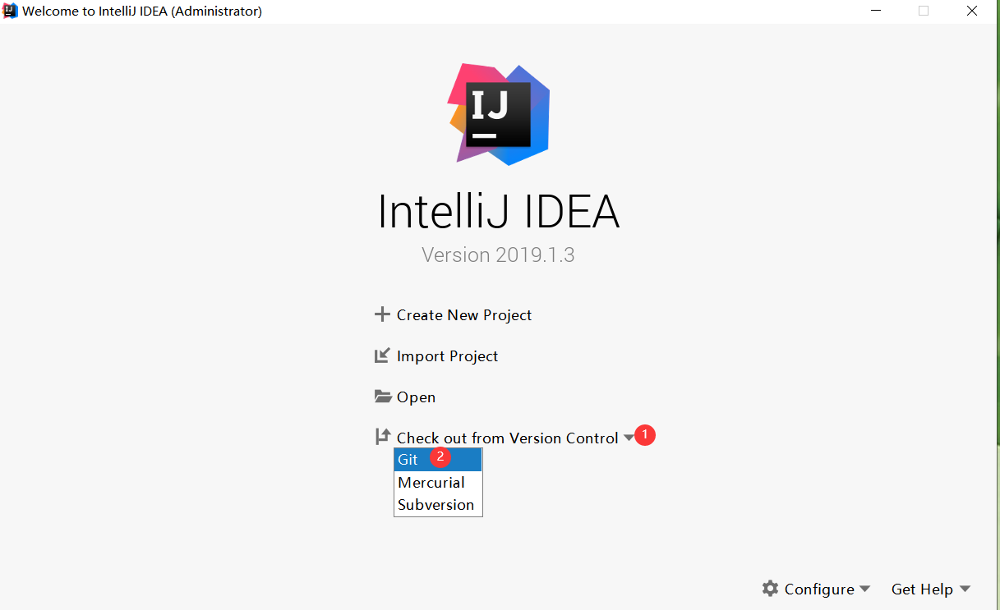 Welcome to IntelliJ IDEA (Administrator)
IJ
IntelliJ IDEA
Version 2019.1.3
Create New Project
Import Project
Open
Check out from Version Control 1
Git 2
Mercurial
Subversion
Configure Get Help